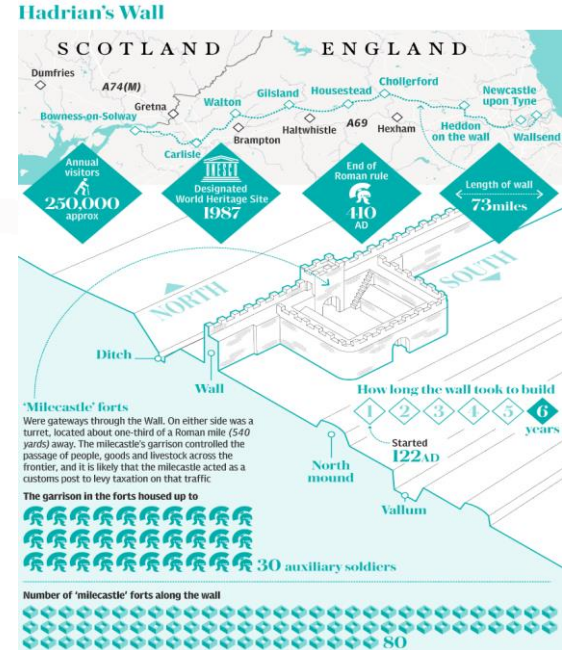 Hadrian's Wall
SCOTLAND
ENGLAND
Dumfries
A74(M)
Gretna
Bowness-on-Solway
Carlisle
Walton
Brampton
Gilsland
Haltwhistle
Housestead
A69
Chollerford
Hexham
Heddon
on the wall
Newcastle
upon Tyne
Wallsend
Annual
visitors
250,000
approx
UNESCO
Designated
World Heritage Site
1987
End of
Roman rule
410
AD
Length of wall
73miles
NORTH
SOUTH
Ditch
Wall
'Milecastle' forts
Were gateways through the Wall. On either side was a
turret, located about one-third of a Roman mile (540
yards) away. The milecastle's garrison controlled the
passage of people, goods and livestock across the
frontier, and it is likely that the milecastle acted as a
customs post to levy taxation on that traffic
How long the wall took to build
1 2 3 4 5 6
years
Started
122AD
North
mound
Vallum
The garrison in the forts housed up to
30 auxiliary soldiers
Number of 'milecastle' forts along the wall
80